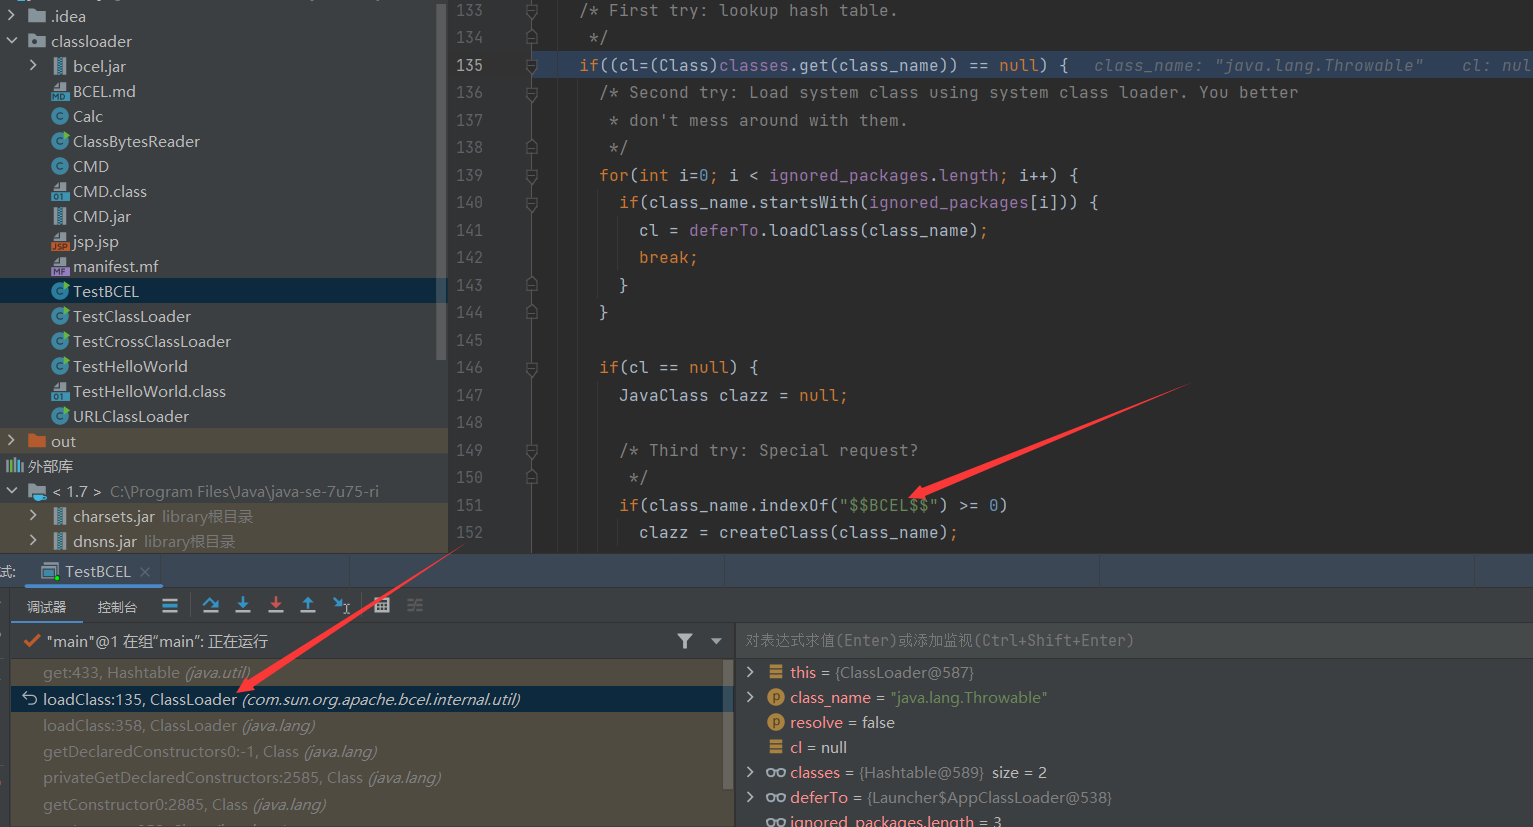 .idea
classloader
bcel.jar
BCEL.md
Calc
ClassBytesReader
CMD
CMD.class
CMD.jar
jsp.jsp
manifest.mf
TestBCEL
TestClassLoader
TestCrossClassLoader
TestHelloWorld
TestHelloWorld.class
URLClassLoader
out
外部库
< 1.7 > C:\Program Files\Java\java-se-7u75-ri
charsets.jar library根目录
dnsns.jar library根目录
133 /* First try: lookup hash table.
134 */
135 if((cl=(Class)classes.get(class_name)) == null) { class_name: "java.lang.Throwable" cl: nul
136 /* Second try: Load system class using system class loader. You better
137 * don't mess around with them.
138 */
139 for(int i=0; i < ignored_packages.length; i++) {
140 if(class_name.startsWith(ignored_packages[i])) {
141 cl = deferTo.loadClass(class_name);
142 break;
143 }
144 }
145
146 if(cl == null) {
147 JavaClass clazz = null;
148
149 /* Third try: Special request?
150 */
151 if(class_name.indexOf("$$BCEL$$") >= 0)
152 clazz = createClass(class_name);
试: TestBCEL
调试器 控制台
"main"@1 在组“main”: 正在运行
get:433, Hashtable (java.util)
loadClass:135, ClassLoader (com.sun.org.apache.bcel.internal.util)
loadClass:358, ClassLoader (java.lang)
getDeclaredConstructors0:-1, Class (java.lang)
privateGetDeclaredConstructors:2585, Class (java.lang)
getConstructor0:2885, Class (java.lang)
对表达式求值(Enter)或添加监视(Ctrl+Shift+Enter)
this = {ClassLoader@587}
class_name = "java.lang.Throwable"
resolve = false
cl = null
classes = {Hashtable@589} size = 2
deferTo = {Launcher$AppClassLoader@538}
ignored_packages.length = 3